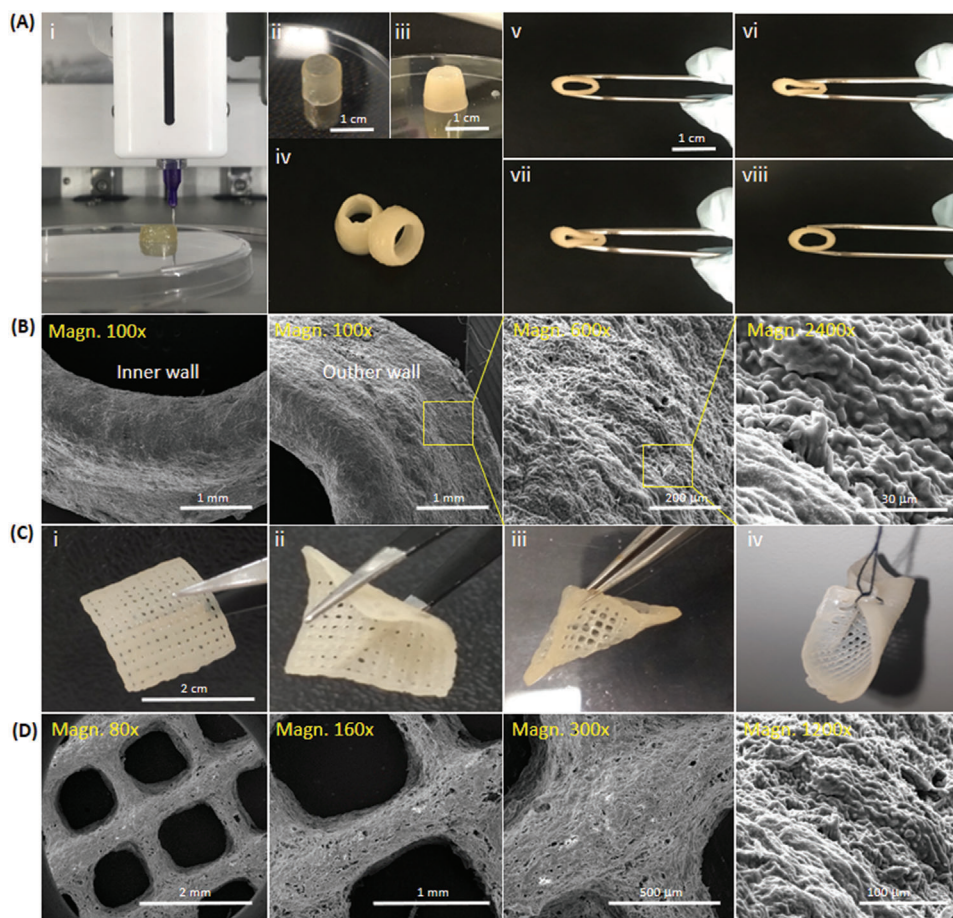 (A)
i
ii
iii
v
vi
1 cm
1 cm
1 cm
iv
vii
viii
(B)
Magn. 100x
Magn. 100x
Magn. 600x
Magn. 2400x
Inner wall
Outher wall
1 mm
1 mm
200 µm
30 µm
(C)
i
ii
iii
iv
2 cm
(D)
Magn. 80x
Magn. 160x
Magn. 300x
Magn. 1200x
2 mm
1 mm
500 µm
100 µm